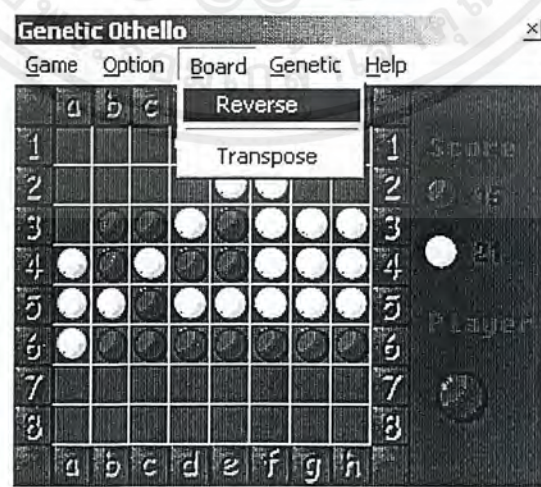 Genetic Othello
Game Option Board Genetic Help
Reverse
Transpose
a b c
1 1 Score
2 2 15
3 3
4 4 21
5 5
Player
6 6
7 7
8 8
a b c d e f g h